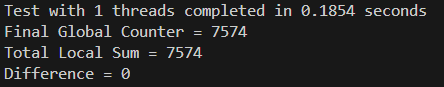 Test with 1 threads completed in 0.1854 seconds
Final Global Counter = 7574
Total Local Sum = 7574
Difference = 0